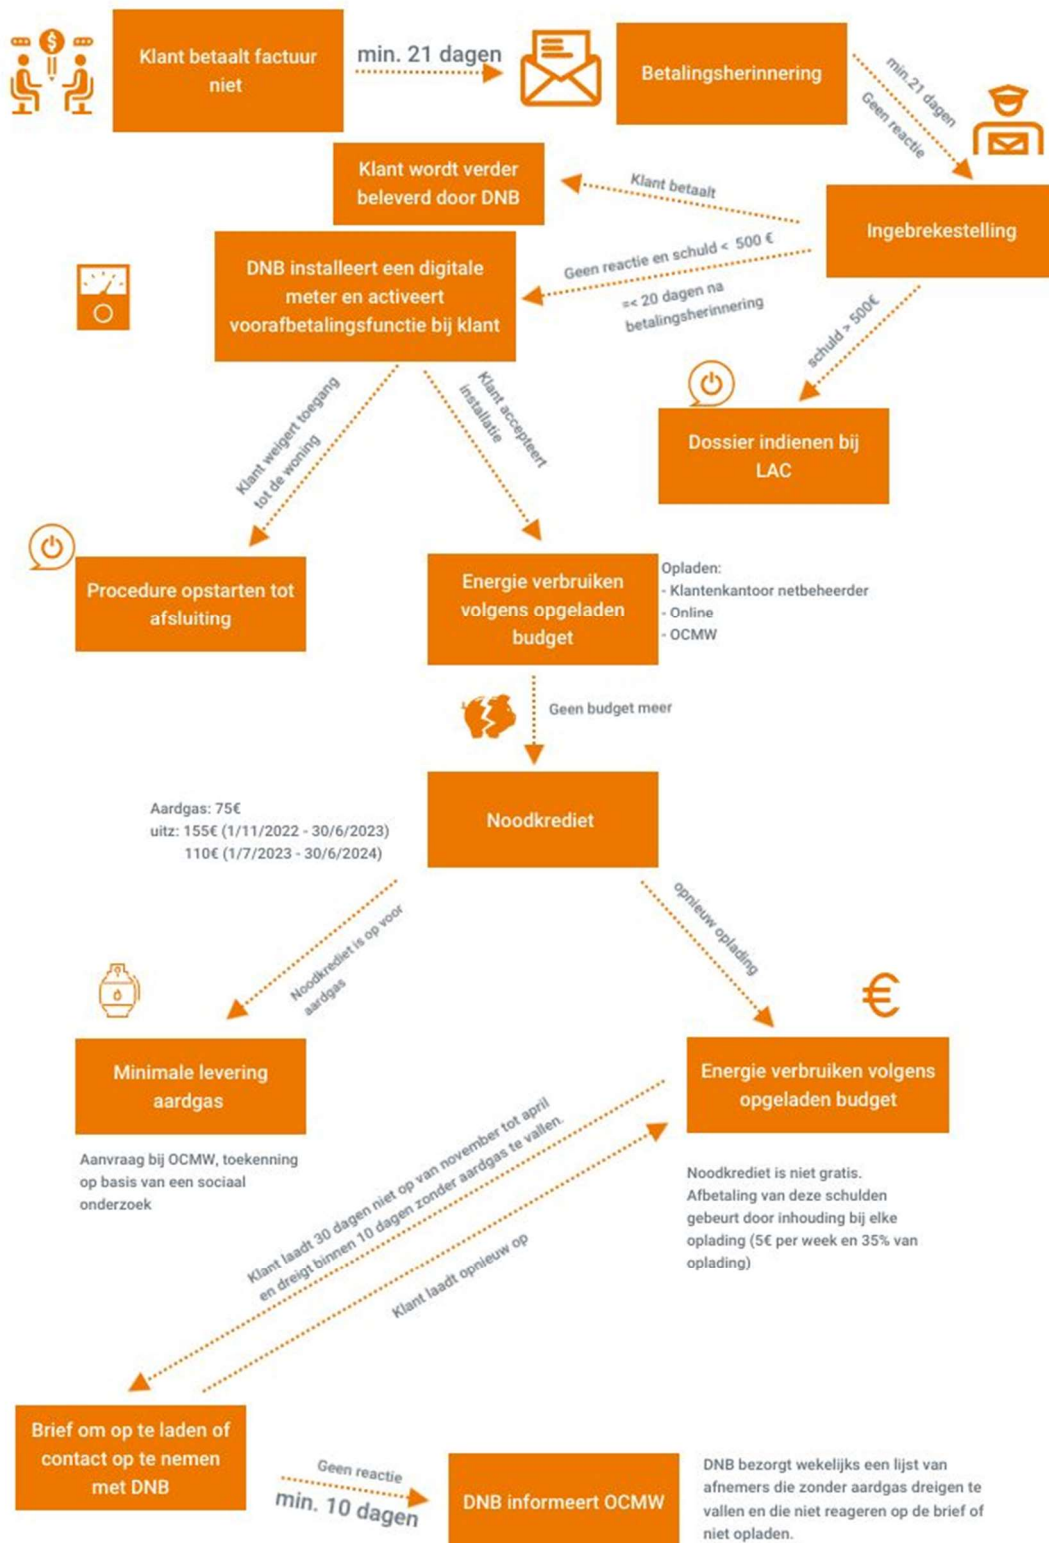 Klant betaalt factuur
niet
min. 21 dagen
Betalingsherinnering
min.21 dagen
Geen reactie
Ingebrekestelling
Klant betaalt
Klant wordt verder
beleverd door DNB
Geen reactie en schuld < 500 €
=< 20 dagen na
betalingsherinnering
DNB installeert een digitale
meter en activeert
voorafbetalingsfunctie bij klant
schuld > 500€
Dossier indienen bij
LAC
Klant weigert toegang
tot de woning
Klant accepteert
installatie
Procedure opstarten tot
afsluiting
Energie verbruiken
volgens opgeladen
budget
Opladen:
- Klantenkantoor netbeheerder
- Online
- OCMW
Geen budget meer
Noodkrediet
Aardgas: 75€
uitz: 155€ (1/11/2022 - 30/6/2023)
110€ (1/7/2023 - 30/6/2024)
Noodkrediet is op voor
aardgas
opnieuw oplading
Minimale levering
aardgas
Aanvraag bij OCMW, toekenning
op basis van een sociaal
onderzoek
Energie verbruiken volgens
opgeladen budget
€
Noodkrediet is niet gratis.
Afbetaling van deze schulden
gebeurt door inhouding bij elke
oplading (5€ per week en 35% van
oplading)
Klant laadt 30 dagen niet op van november tot april
en dreigt binnen 10 dagen zonder aardgas te vallen.
Klant laadt opnieuw op
Brief om op te laden of
contact op te nemen
met DNB
Geen reactie
min. 10 dagen
DNB informeert OCMW
DNB bezorgt wekelijks een lijst van
afnemers die zonder aardgas dreigen te
vallen en die niet reageren op de brief of
niet opladen.